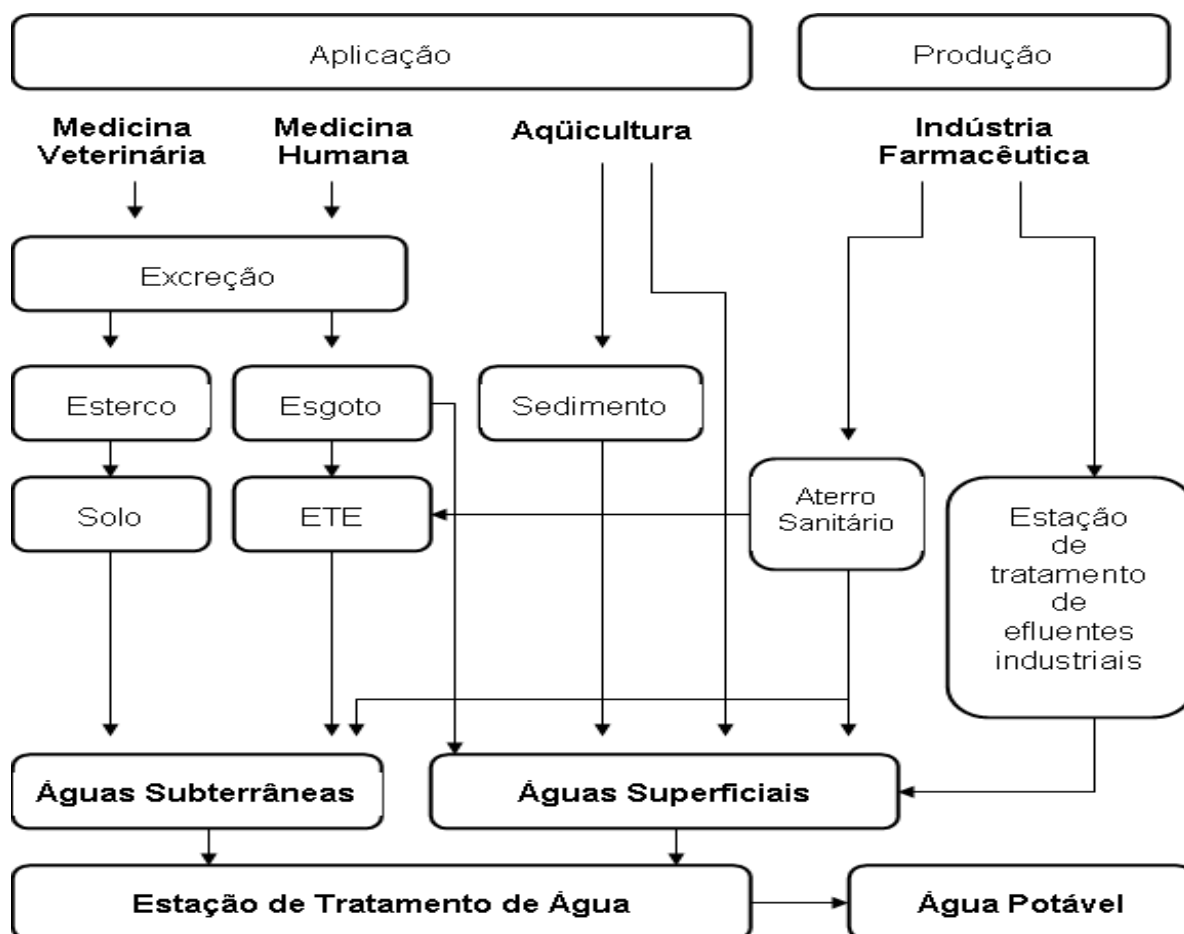 Aplicação
Produção
Medicina
Veterinária
Medicina
Humana
Aqüicultura
Indústria
Farmacêutica
Excreção
Esterco
Esgoto
Sedimento
Solo
ETE
Aterro
Sanitário
Estação
de
tratamento
de
efluentes
industriais
Águas Subterrâneas
Águas Superficiais
Estação de Tratamento de Água
Água Potável